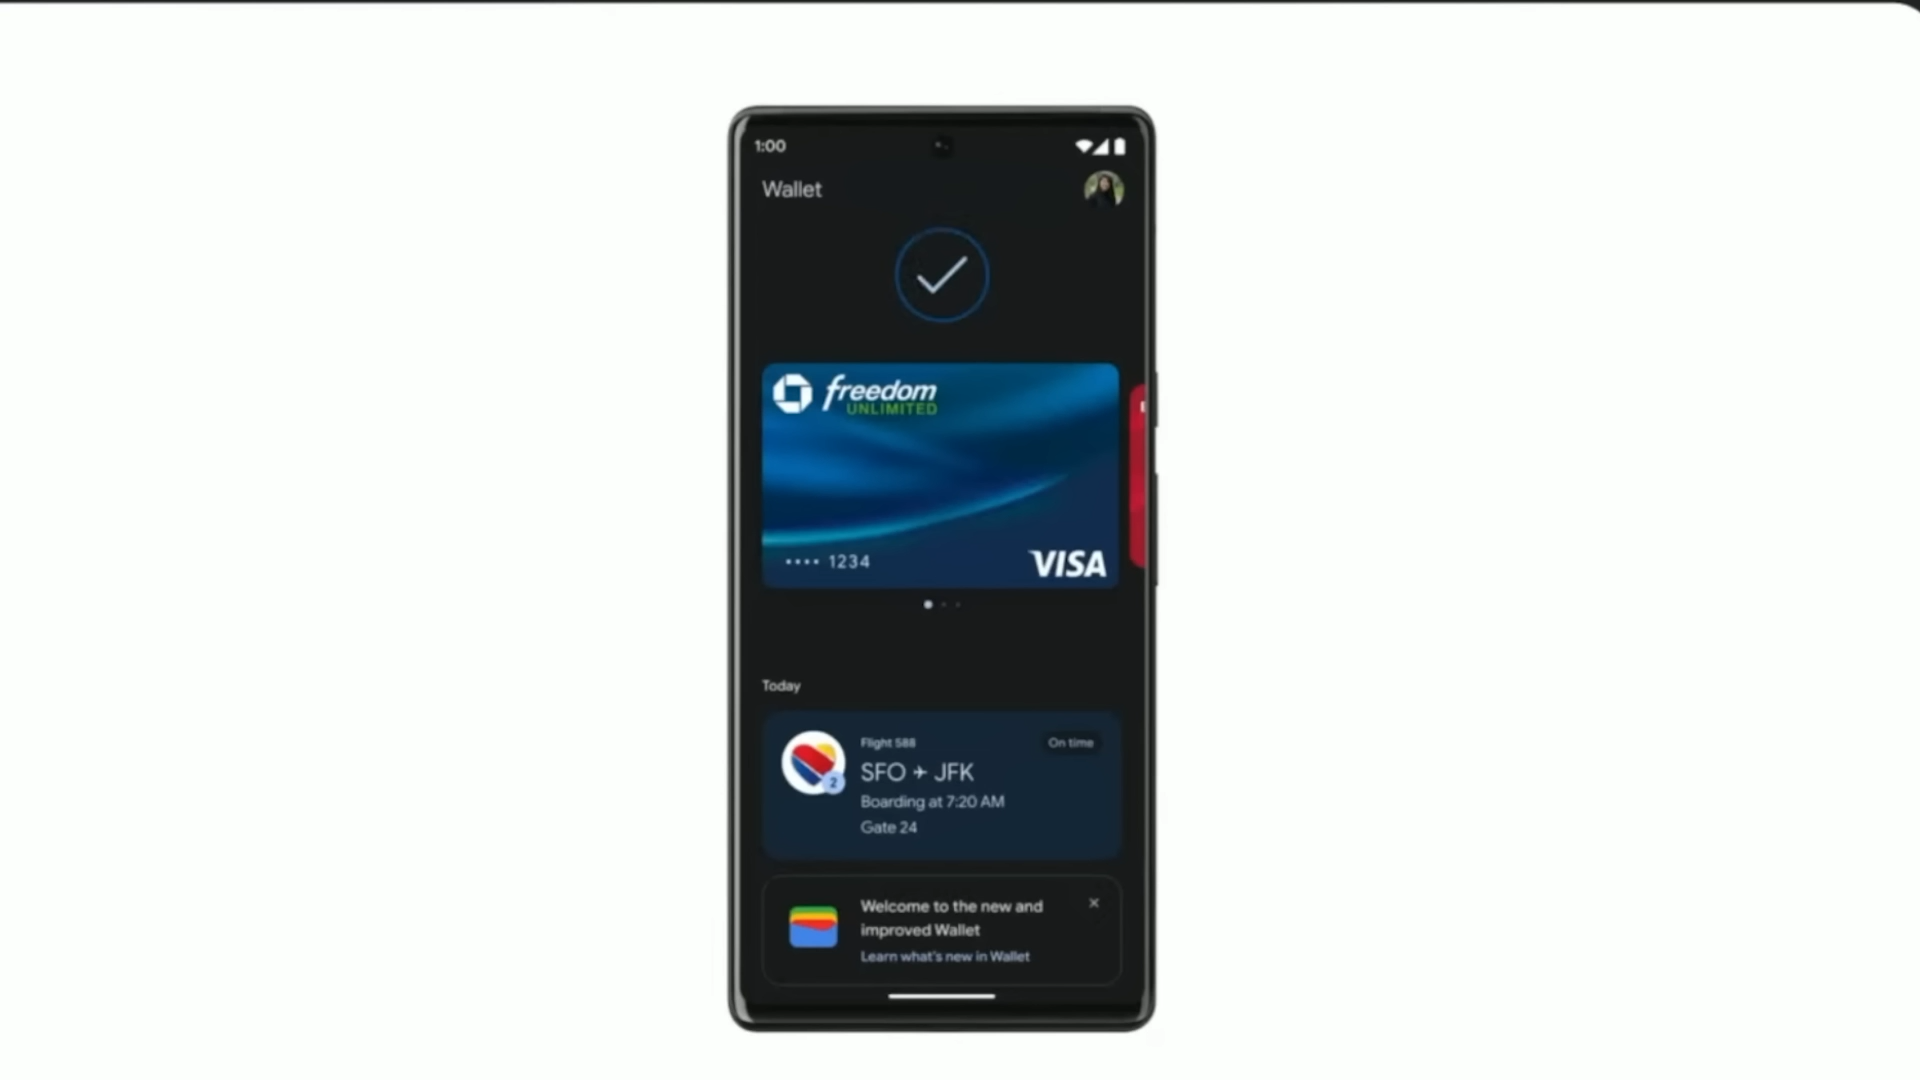 1:00
Wallet
freedom
UNLIMITED
•••• 1234
VISA
Today
Flight 588
On time
SFO ✈ JFK
2
Boarding at 7:20 AM
Gate 24
Welcome to the new and
improved Wallet
Learn what's new in Wallet